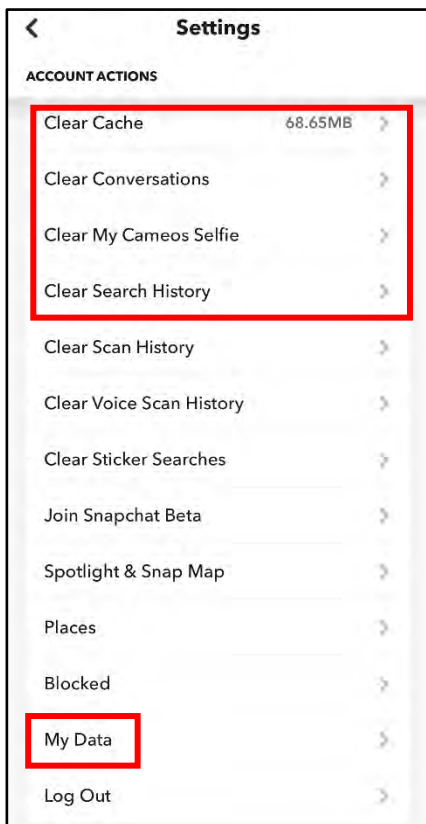 Settings
ACCOUNT ACTIONS
Clear Cache 68.65MB
Clear Conversations
Clear My Cameos Selfie
Clear Search History
Clear Scan History
Clear Voice Scan History
Clear Sticker Searches
Join Snapchat Beta
Spotlight & Snap Map
Places
Blocked
My Data
Log Out